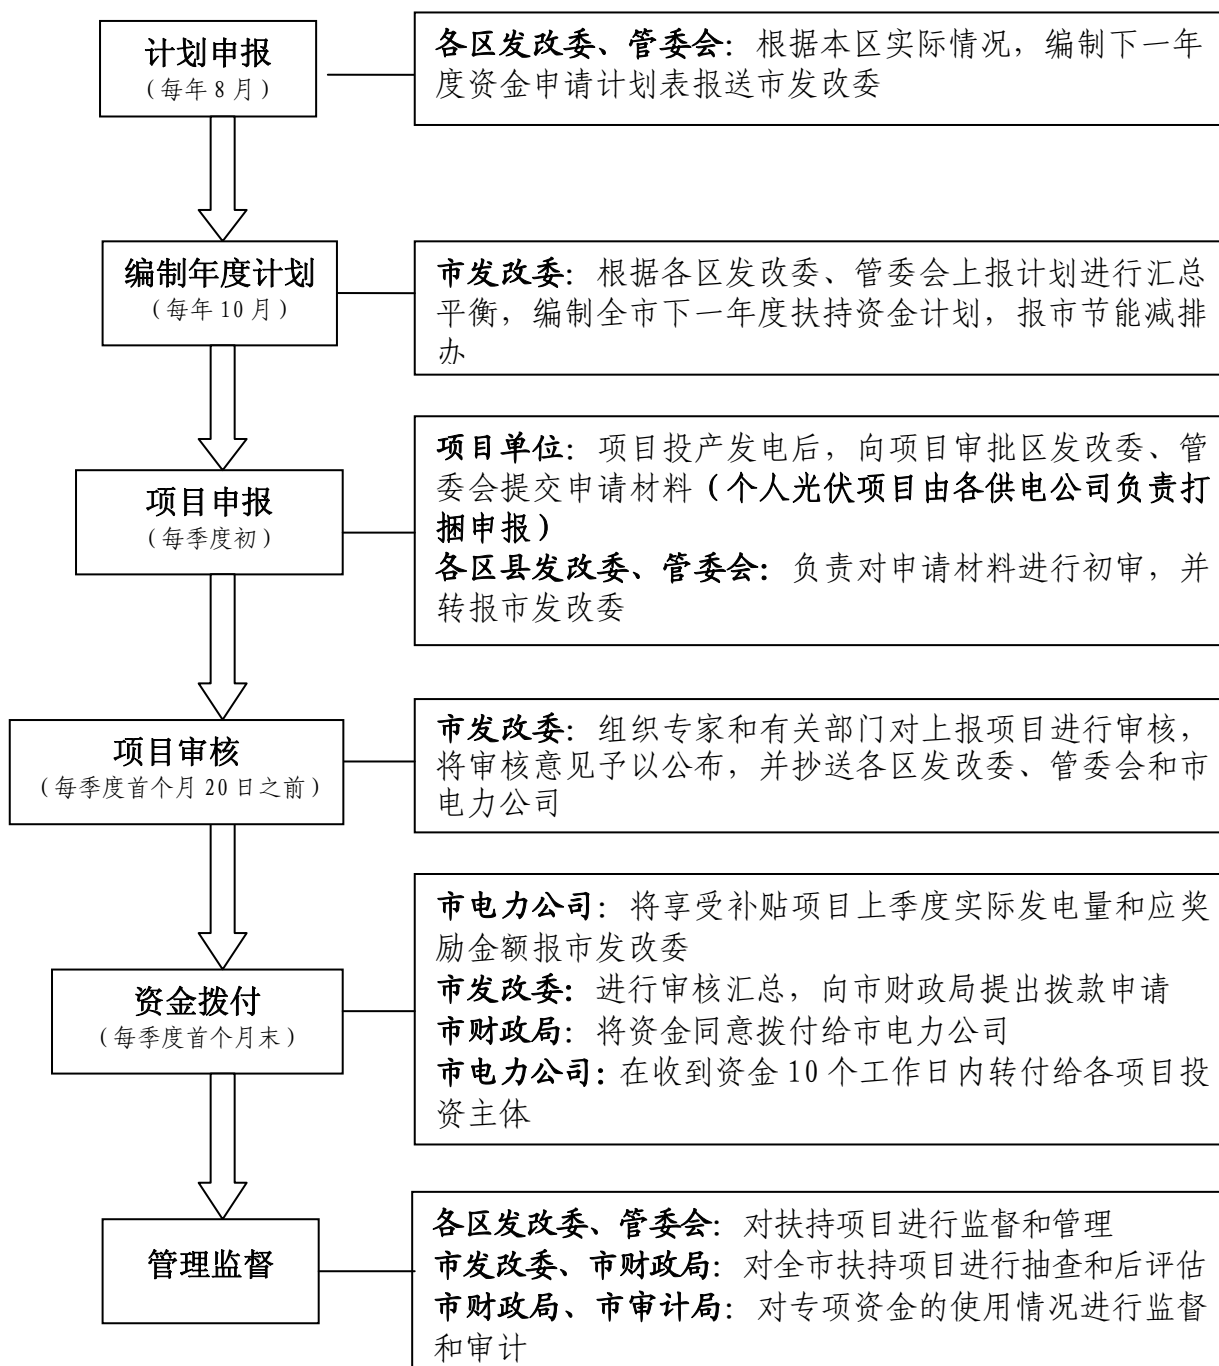 计划申报
（每年 8 月）
各区发改委、管委会：根据本区实际情况，编制下一年
度资金申请计划表报送市发改委
编制年度计划
（每年 10 月）
市发改委：根据各区发改委、管委会上报计划进行汇总
平衡，编制全市下一年度扶持资金计划，报市节能减排
办
项目申报
（每季度初）
项目单位：项目投产发电后，向项目审批区发改委、管
委会提交申请材料（个人光伏项目由各供电公司负责打
捆申报）
各区县发改委、管委会：负责对申请材料进行初审，并
转报市发改委
项目审核
（每季度首个月 20 日之前）
市发改委：组织专家和有关部门对上报项目进行审核，
将审核意见予以公布，并抄送各区发改委、管委会和市
电力公司
资金拨付
（每季度首个月末）
市电力公司：将享受补贴项目上季度实际发电量和应奖
励金额报市发改委
市发改委：进行审核汇总，向市财政局提出拨款申请
市财政局：将资金同意拨付给市电力公司
市电力公司：在收到资金 10 个工作日内转付给各项目投
资主体
管理监督
各区发改委、管委会：对扶持项目进行监督和管理
市发改委、市财政局：对全市扶持项目进行抽查和后评估
市财政局、市审计局：对专项资金的使用情况进行监督
和审计